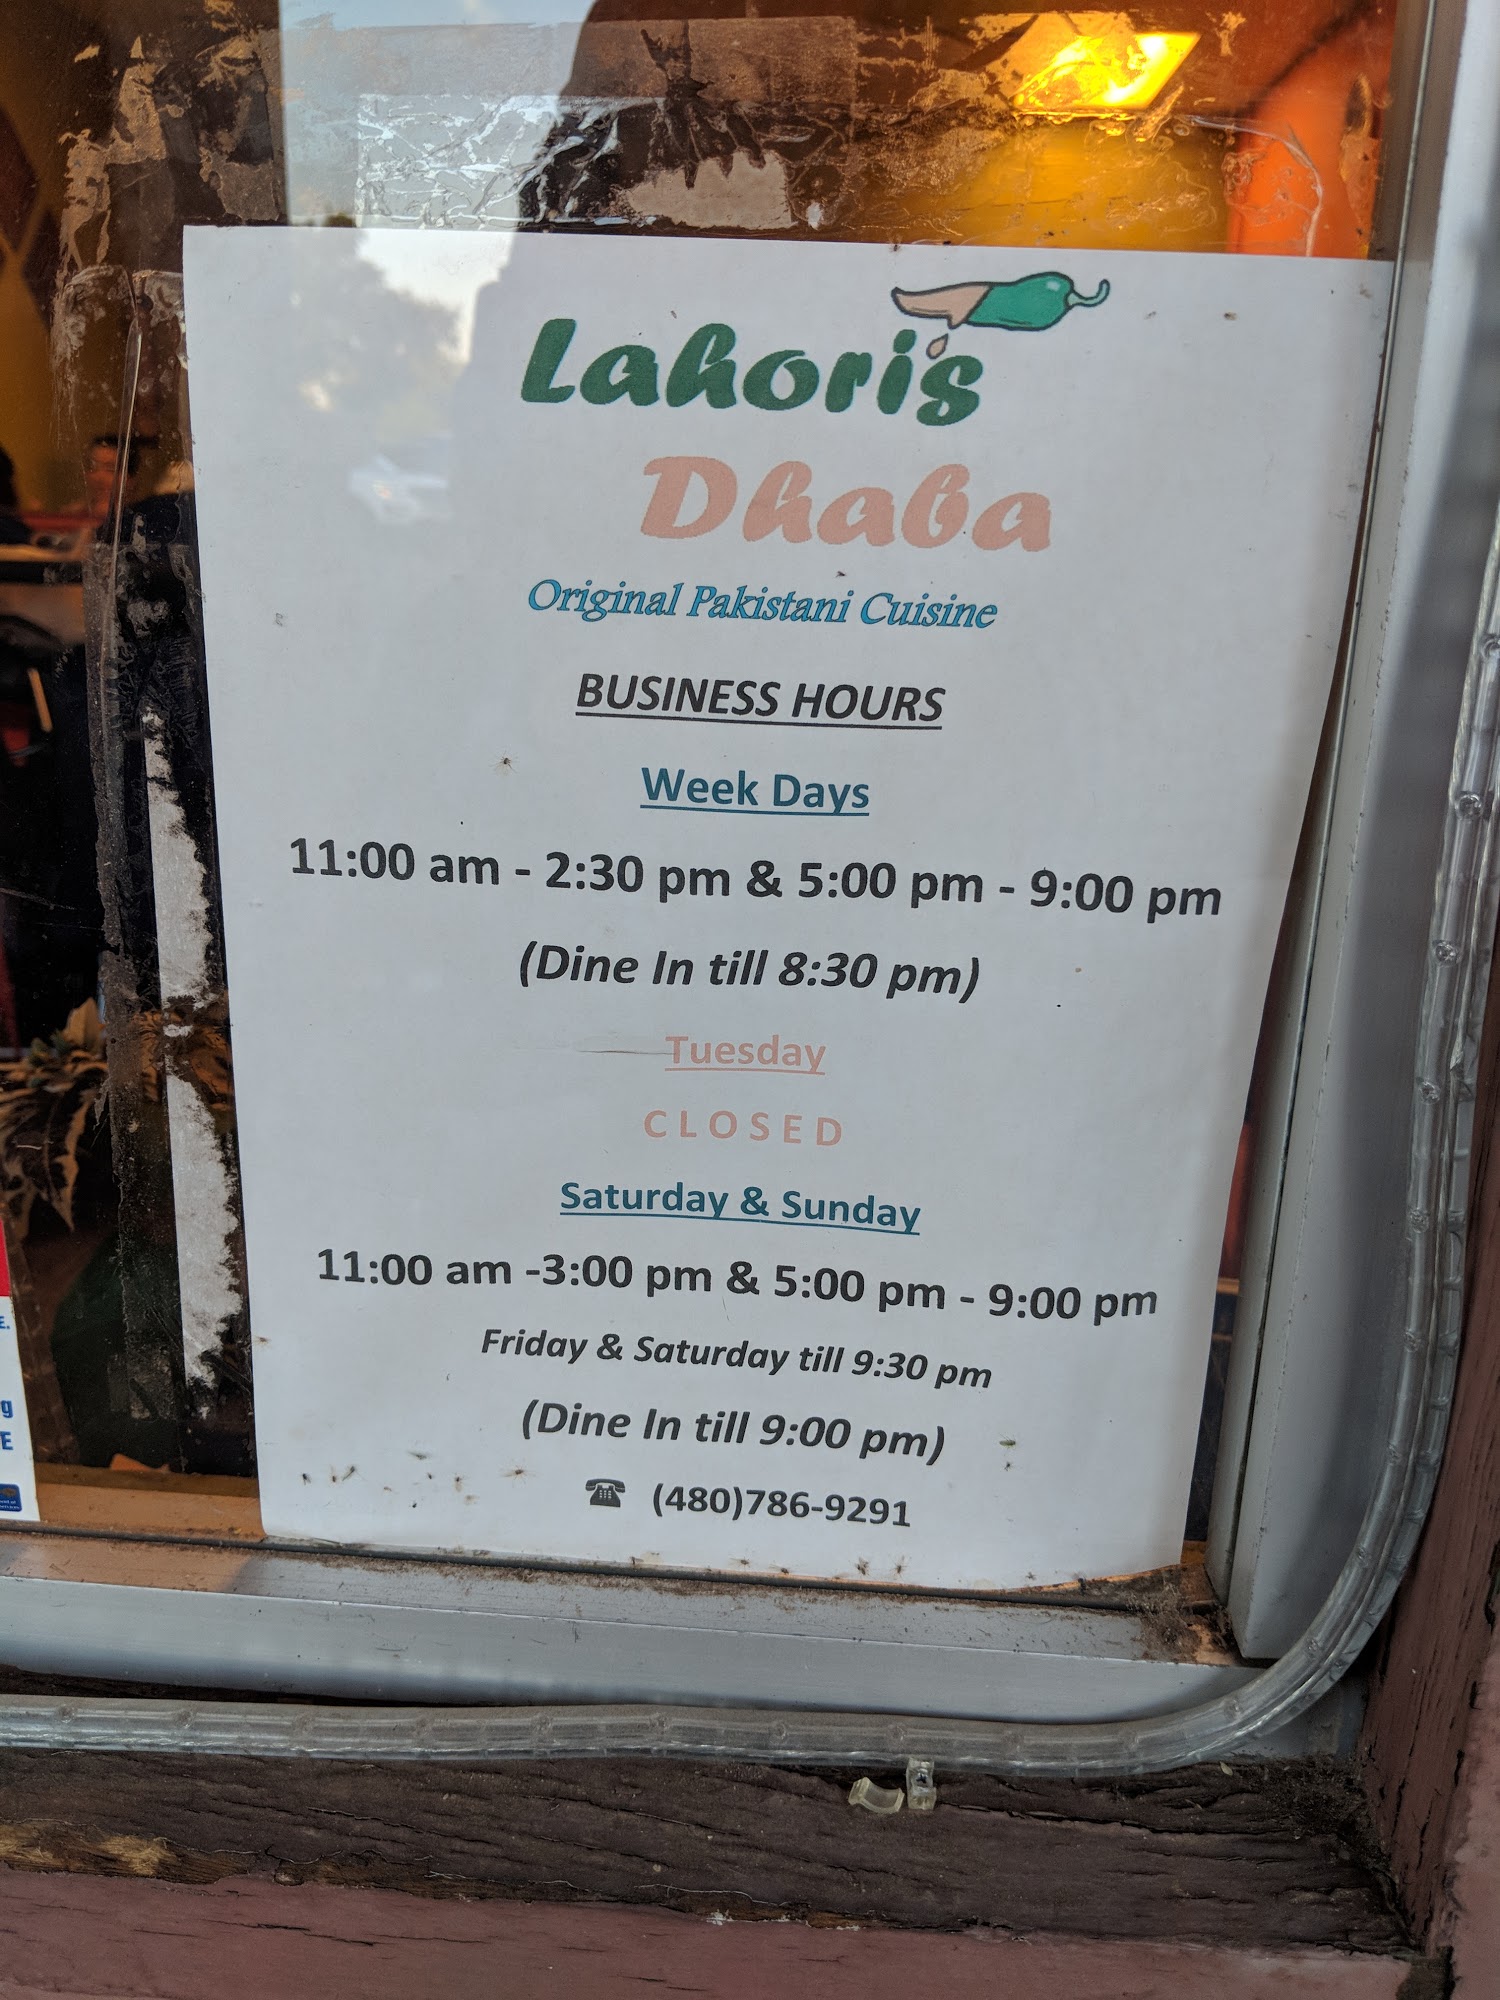 Lahori's
Dhaba
Original Pakistani Cuisine
BUSINESS HOURS
Week Days
11:00 am - 2:30 pm & 5:00 pm - 9:00 pm
(Dine In till 8:30 pm)
Tuesday
CLOSED
Saturday & Sunday
11:00 am -3:00 pm & 5:00 pm - 9:00 pm
Friday & Saturday till 9:30 pm
(Dine In till 9:00 pm)
☎ (480)786-9291